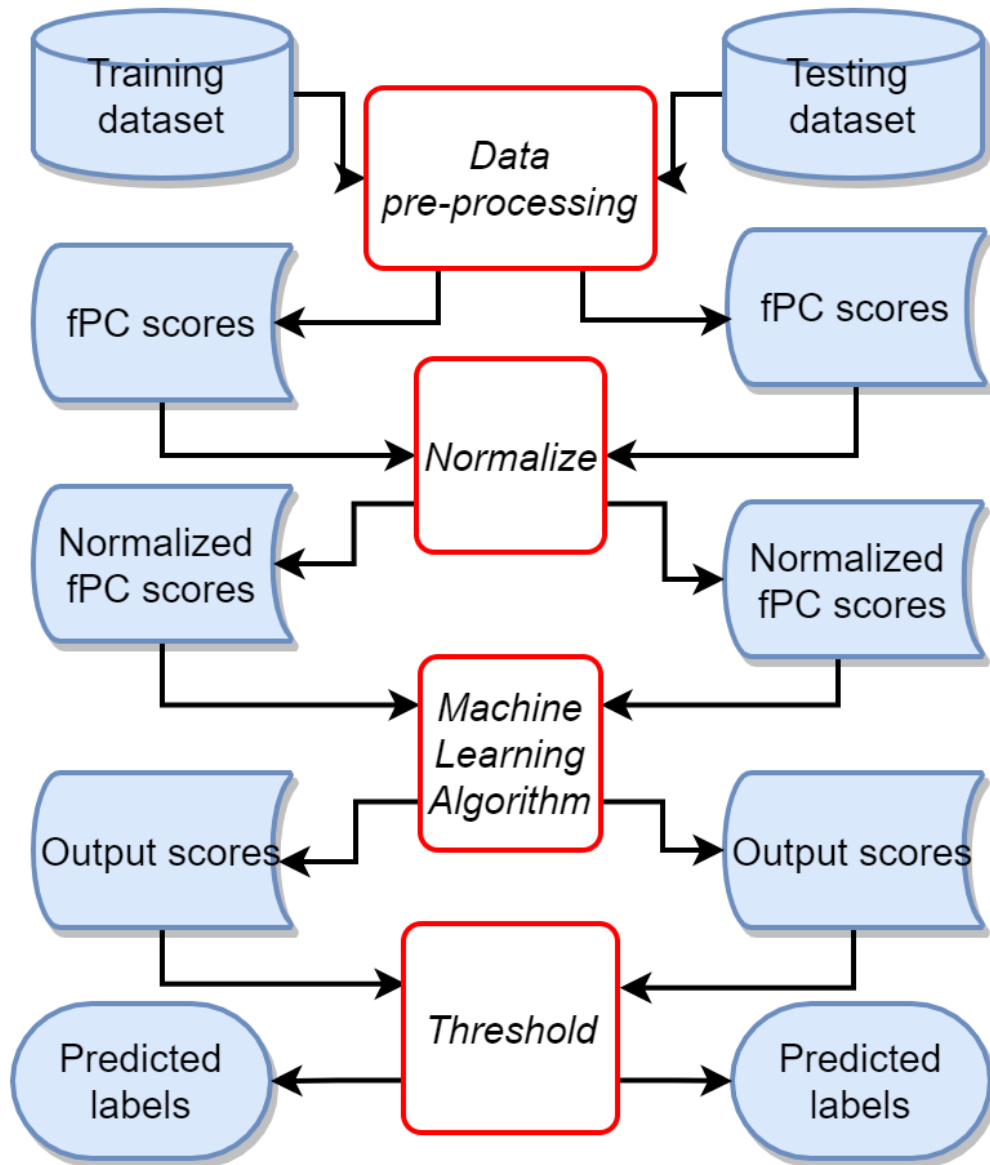 Training
dataset
Testing
dataset
Data
pre-processing
fPC scores
fPC scores
Normalize
Normalized
fPC scores
Normalized
fPC scores
Machine
Learning
Algorithm
Output scores
Output scores
Threshold
Predicted
labels
Predicted
labels